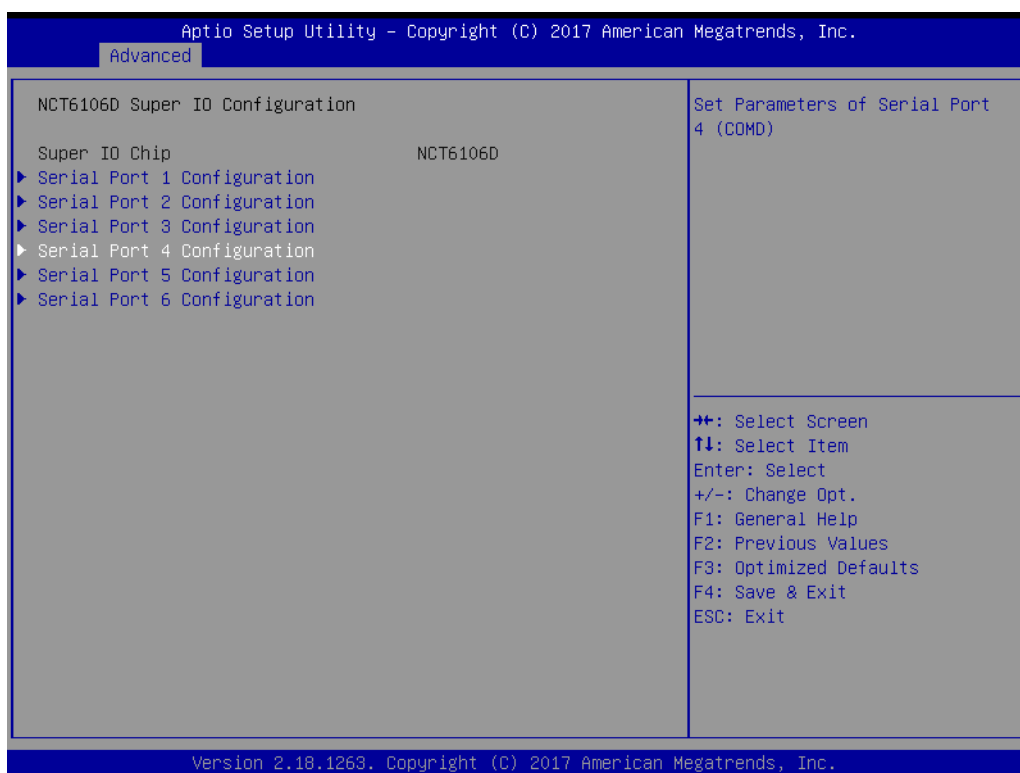 Aptio Setup Utility – Copyright (C) 2017 American Megatrends, Inc.
Advanced
NCT6106D Super IO Configuration
Super IO Chip NCT6106D
▶ Serial Port 1 Configuration
▶ Serial Port 2 Configuration
▶ Serial Port 3 Configuration
▶ Serial Port 4 Configuration
▶ Serial Port 5 Configuration
▶ Serial Port 6 Configuration
Set Parameters of Serial Port
4 (COMD)
→←: Select Screen
↑↓: Select Item
Enter: Select
+/-: Change Opt.
F1: General Help
F2: Previous Values
F3: Optimized Defaults
F4: Save & Exit
ESC: Exit
Version 2.18.1263. Copyright (C) 2017 American Megatrends, Inc.